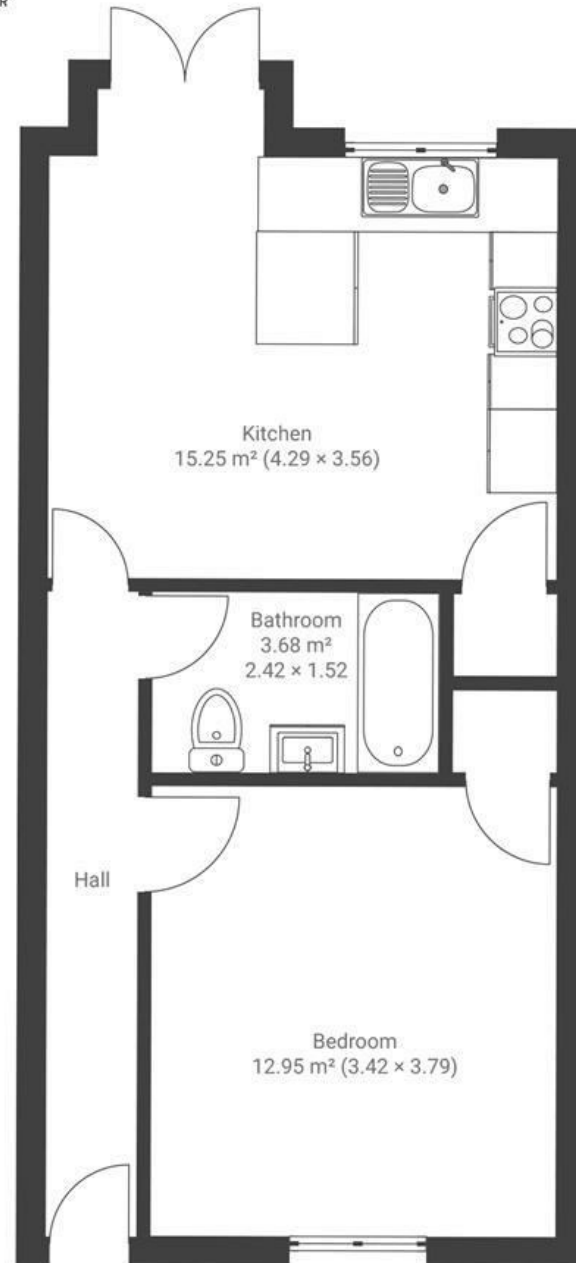 R
Kitchen
15.25 m² (4.29 × 3.56)
Bathroom
3.68 m²
2.42 × 1.52
Hall
Bedroom
12.95 m² (3.42 × 3.79)